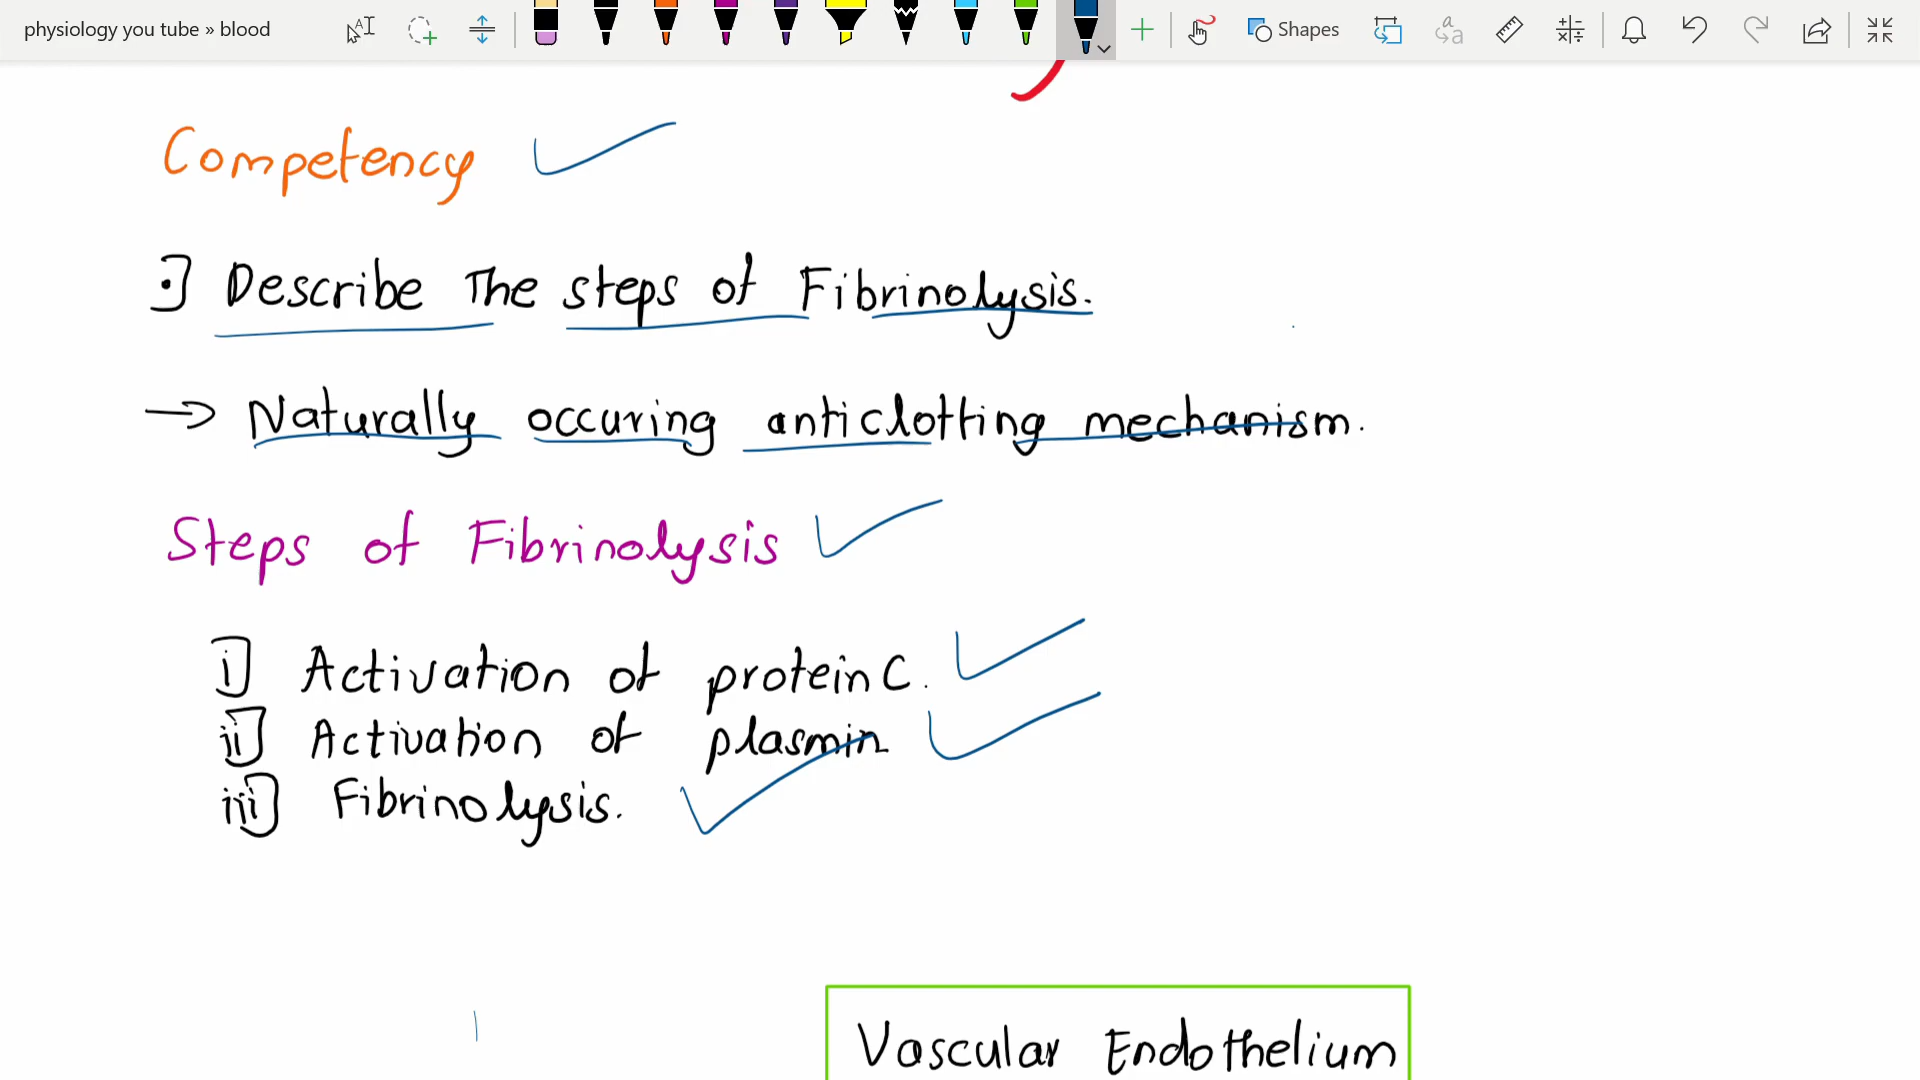 physiology you tube » blood
Shapes
Competency
•] Describe The steps of Fibrinolysis.
→ Naturally occuring anticlotting mechanism.
Steps of Fibrinolysis
i] Activation of protein C.
ii] Activation of plasmin
iii] Fibrinolysis.
Vascular Endothelium